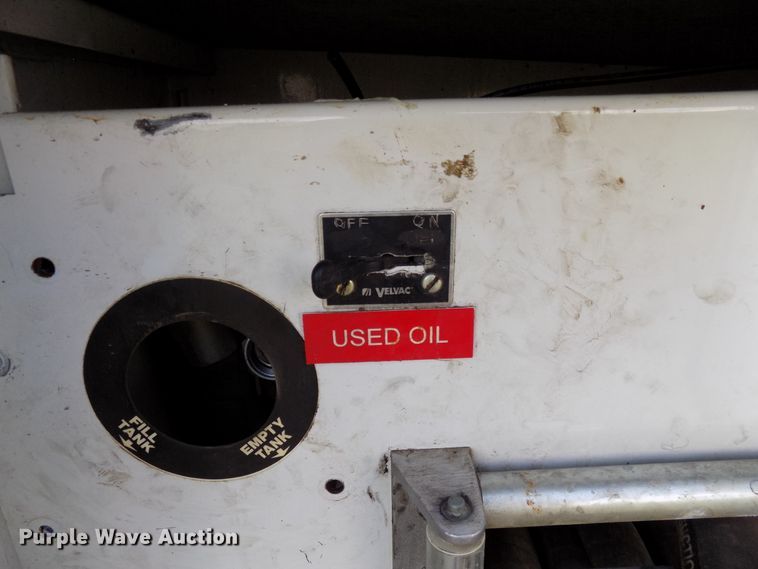 OFF ON
VELVAC
USED OIL
FILL
TANK
EMPTY
TANK
Purple Wave Auction